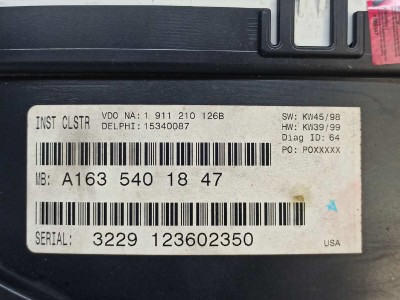 INST CLSTR
VDO NA: 1 911 210 126B
DELPHI: 15340087
SW: KW45/98
HW: KW39/99
Diag ID: 64
PO: POXXXXX
MB: A163 540 18 47
A
SERIAL: 3229 123602350
USA